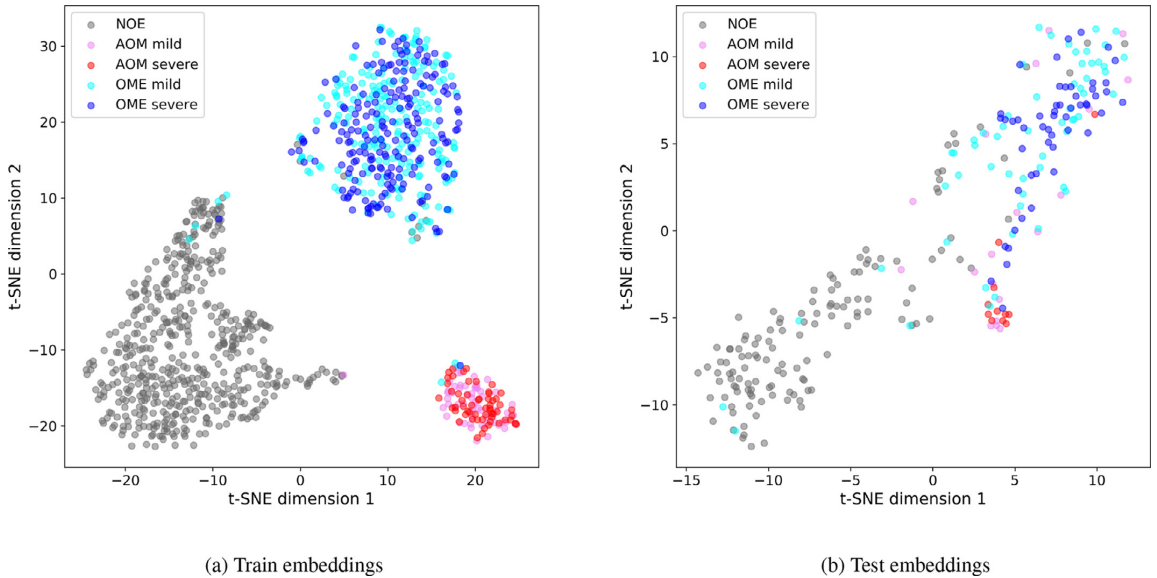 NOE
AOM mild
AOM severe
OME mild
OME severe
30
20
10
0
−10
−20
t-SNE dimension 2
−20
−10
0
10
20
t-SNE dimension 1
(a) Train embeddings
NOE
AOM mild
AOM severe
OME mild
OME severe
10
5
0
−5
−10
t-SNE dimension 2
−15
−10
−5
0
5
10
t-SNE dimension 1
(b) Test embeddings